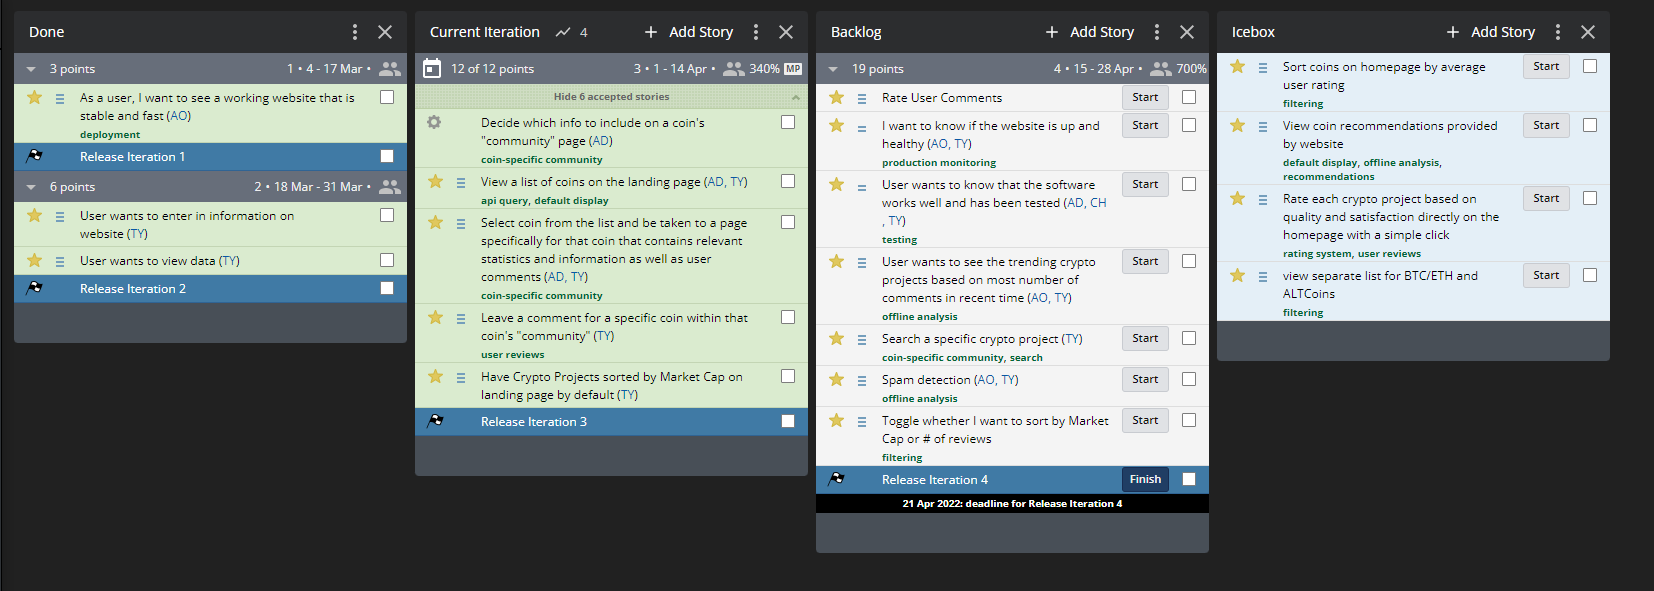 Done
3 points 1 • 4 - 17 Mar •
As a user, I want to see a working website that is
stable and fast (AO)
deployment
Release Iteration 1
6 points 2 • 18 Mar - 31 Mar •
User wants to enter in information on
website (TY)
User wants to view data (TY)
Release Iteration 2
Current Iteration 4 + Add Story
12 of 12 points 3 • 1 - 14 Apr • 340% MP
Hide 6 accepted stories
Decide which info to include on a coin's
"community" page (AD)
coin-specific community
View a list of coins on the landing page (AD, TY)
api query, default display
Select coin from the list and be taken to a page
specifically for that coin that contains relevant
statistics and information as well as user
comments (AD, TY)
coin-specific community
Leave a comment for a specific coin within that
coin's "community" (TY)
user reviews
Have Crypto Projects sorted by Market Cap on
landing page by default (TY)
Release Iteration 3
Backlog + Add Story
19 points 4 • 15 - 28 Apr • 700%
Rate User Comments Start
I want to know if the website is up and Start
healthy (AO, TY)
production monitoring
User wants to know that the software Start
works well and has been tested (AD, CH
, TY)
testing
User wants to see the trending crypto Start
projects based on most number of
comments in recent time (AO, TY)
offline analysis
Search a specific crypto project (TY) Start
coin-specific community, search
Spam detection (AO, TY) Start
offline analysis
Toggle whether I want to sort by Market Start
Cap or # of reviews
filtering
Release Iteration 4 Finish
21 Apr 2022: deadline for Release Iteration 4
Icebox + Add Story
Sort coins on homepage by average Start
user rating
filtering
View coin recommendations provided Start
by website
default display, offline analysis,
recommendations
Rate each crypto project based on Start
quality and satisfaction directly on the
homepage with a simple click
rating system, user reviews
view separate list for BTC/ETH and Start
ALTCoins
filtering